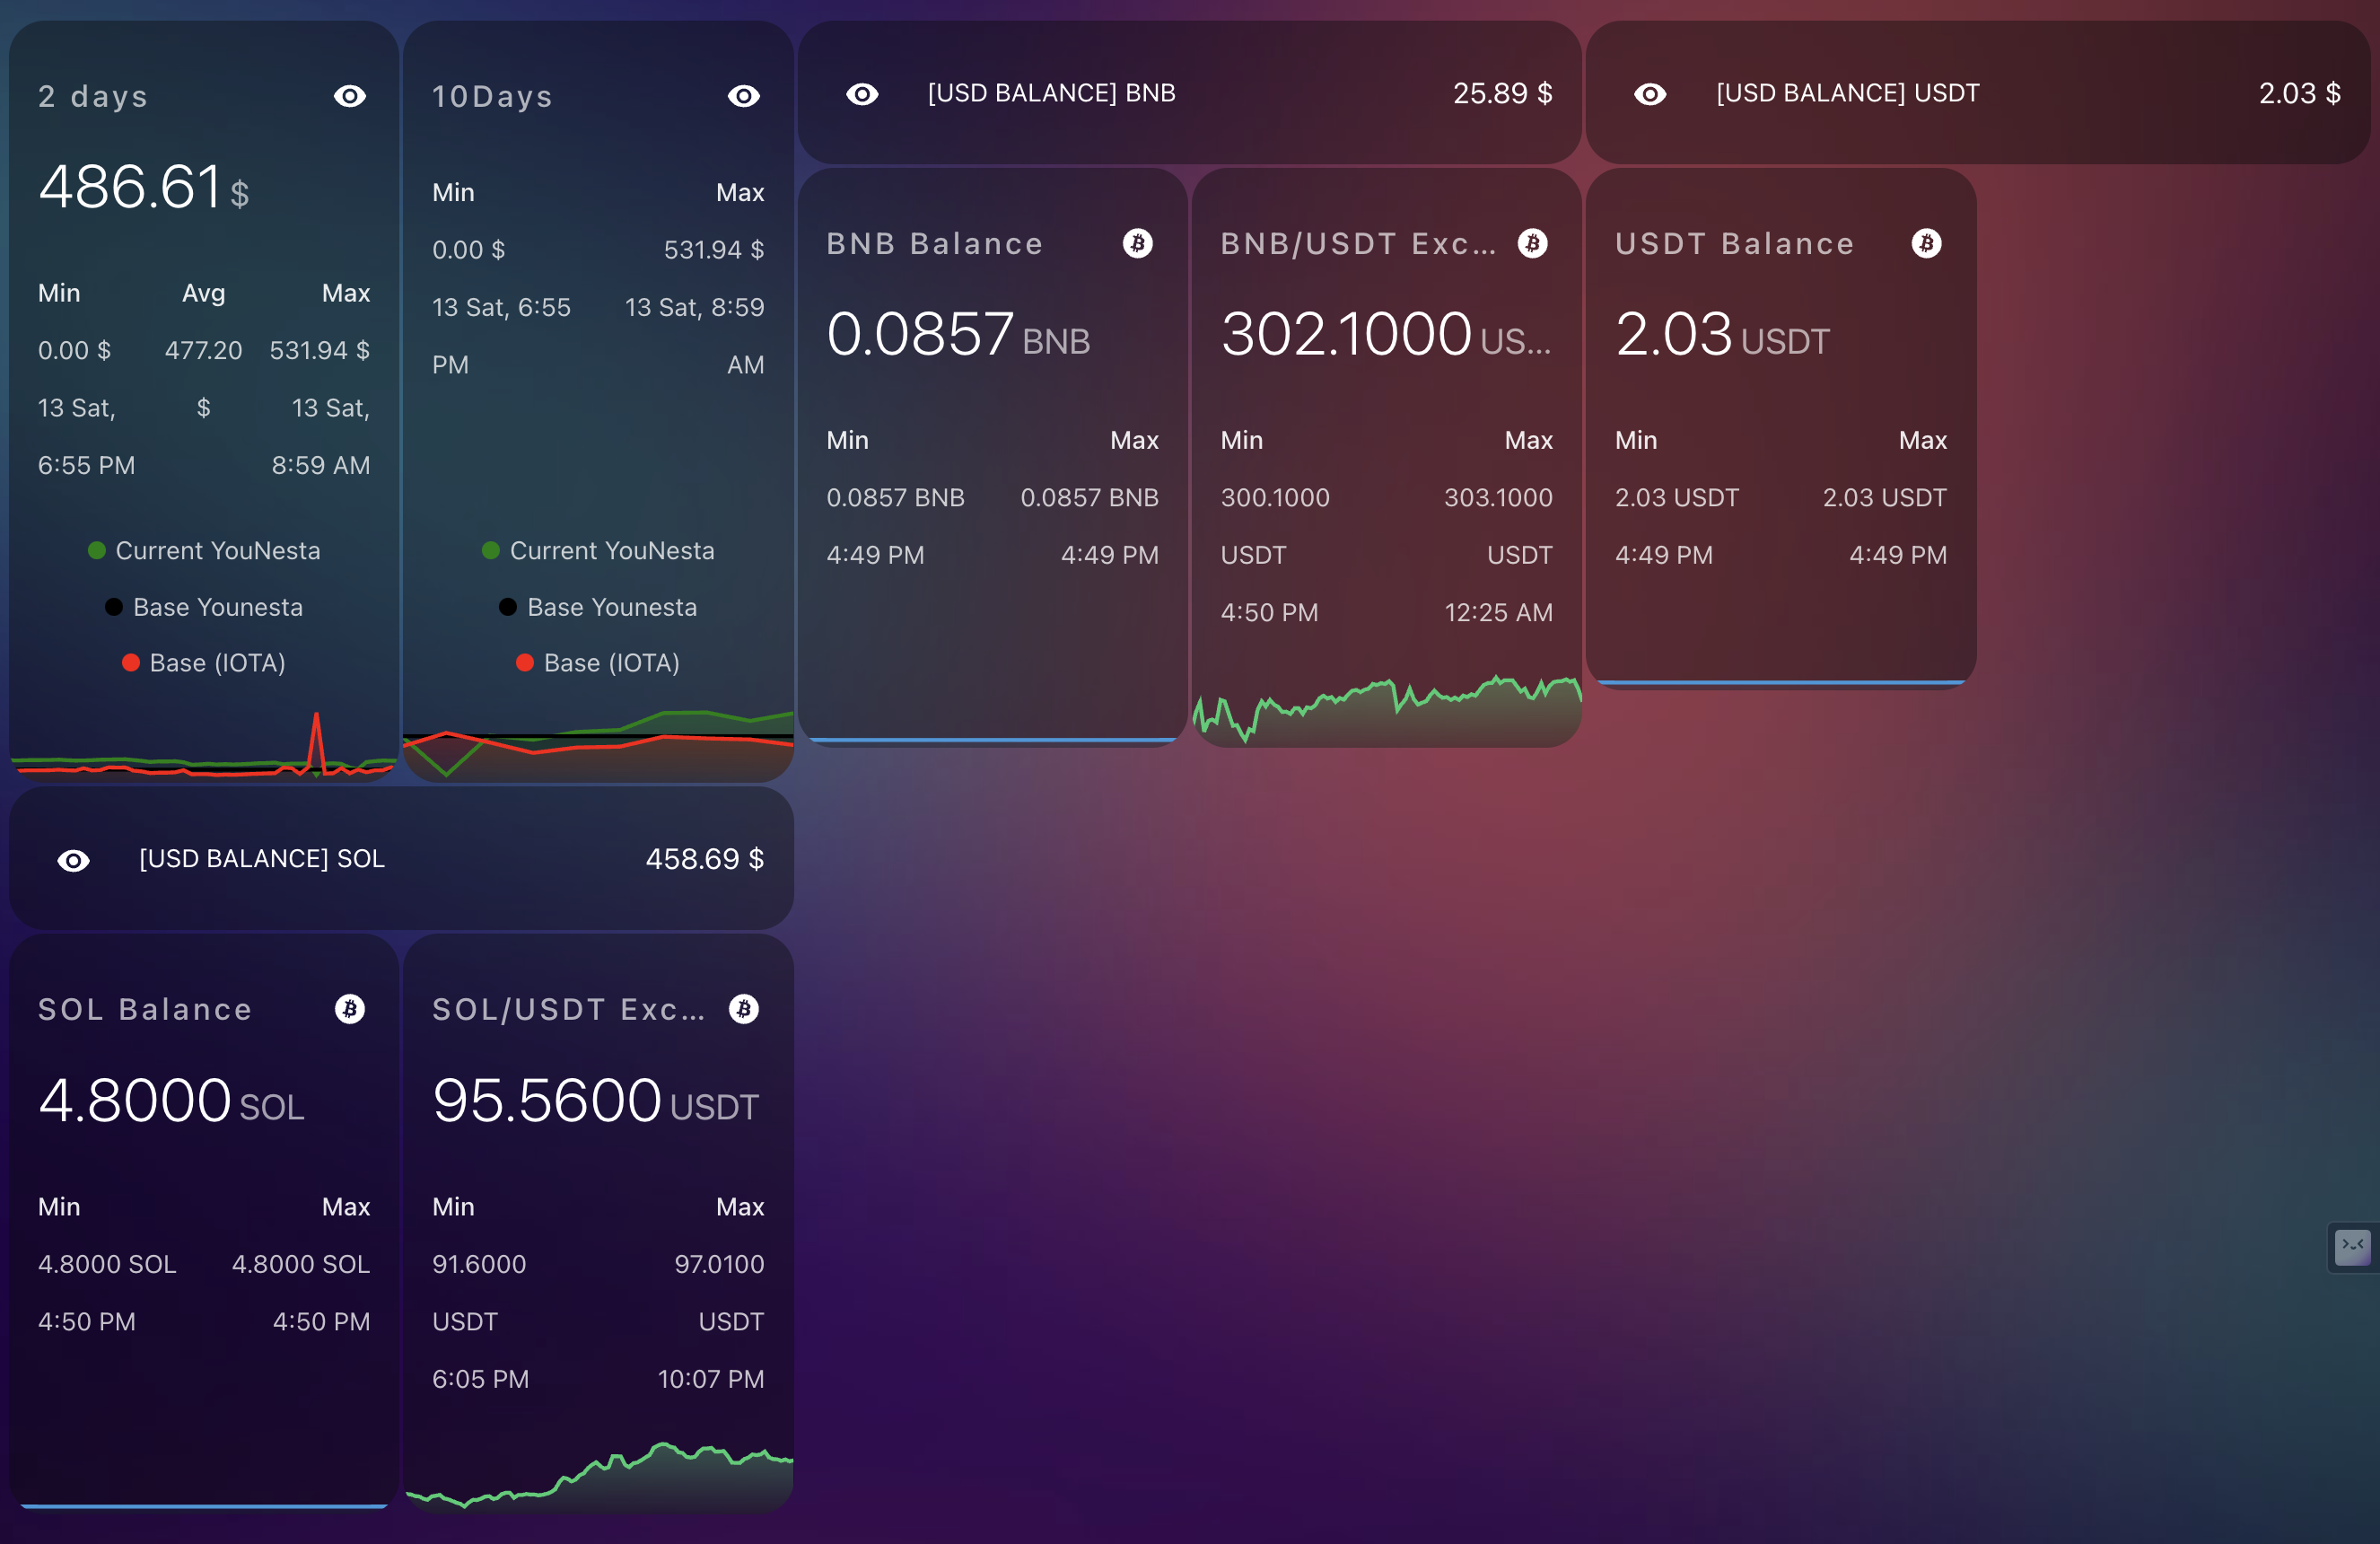 2 days
486.61 $
Min Avg Max
0.00 $ 477.20 531.94 $
13 Sat, $ 13 Sat,
6:55 PM 8:59 AM
Current YouNesta
Base Younesta
Base (IOTA)
10Days
Min Max
0.00 $ 531.94 $
13 Sat, 6:55 13 Sat, 8:59
PM AM
Current YouNesta
Base Younesta
Base (IOTA)
[USD BALANCE] BNB 25.89 $
BNB Balance
0.0857 BNB
Min Max
0.0857 BNB 0.0857 BNB
4:49 PM 4:49 PM
BNB/USDT Exc...
302.1000 US...
Min Max
300.1000 303.1000
USDT USDT
4:50 PM 12:25 AM
[USD BALANCE] USDT 2.03 $
USDT Balance
2.03 USDT
Min Max
2.03 USDT 2.03 USDT
4:49 PM 4:49 PM
[USD BALANCE] SOL 458.69 $
SOL Balance
4.8000 SOL
Min Max
4.8000 SOL 4.8000 SOL
4:50 PM 4:50 PM
SOL/USDT Exc...
95.5600 USDT
Min Max
91.6000 97.0100
USDT USDT
6:05 PM 10:07 PM